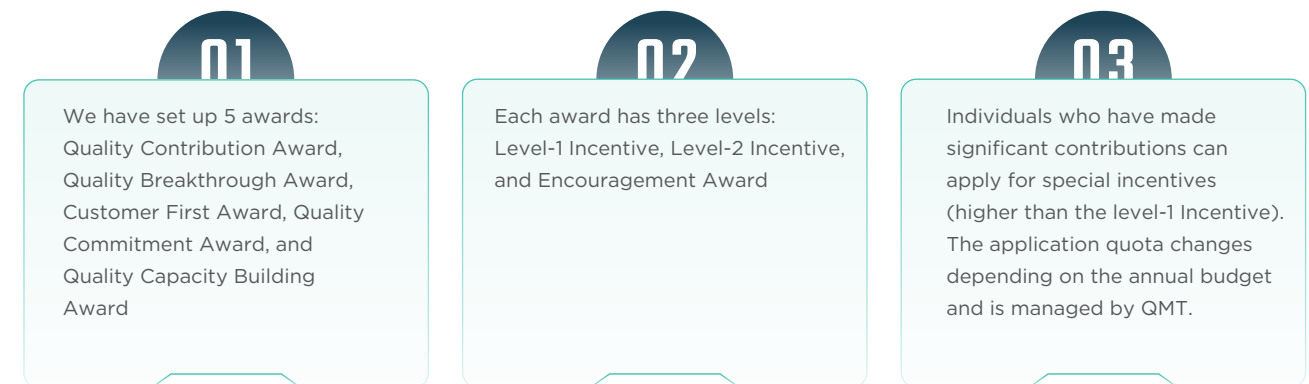 01
We have set up 5 awards:
Quality Contribution Award,
Quality Breakthrough Award,
Customer First Award, Quality
Commitment Award, and
Quality Capacity Building
Award
02
Each award has three levels:
Level-1 Incentive, Level-2 Incentive,
and Encouragement Award
03
Individuals who have made
significant contributions can
apply for special incentives
(higher than the level-1 Incentive).
The application quota changes
depending on the annual budget
and is managed by QMT.